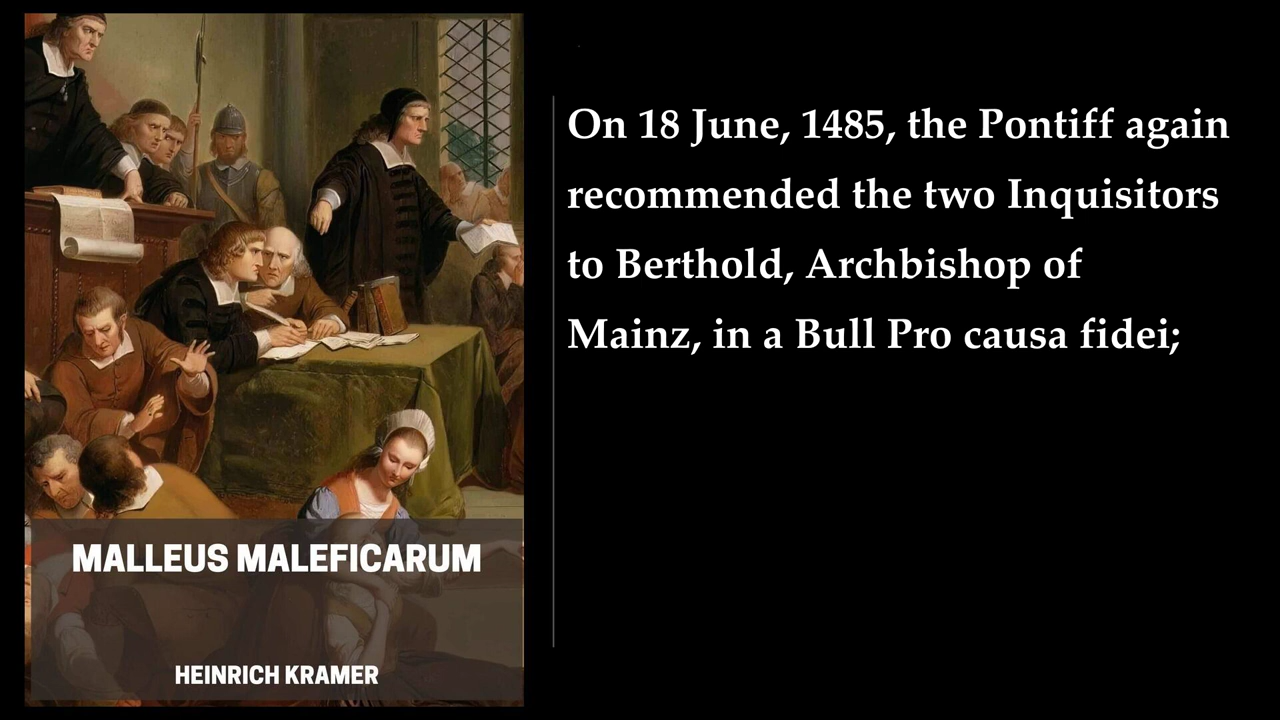 MALLEUS MALEFICARUM
HEINRICH KRAMER
On 18 June, 1485, the Pontiff again
recommended the two Inquisitors
to Berthold, Archbishop of
Mainz, in a Bull Pro causa fidei;